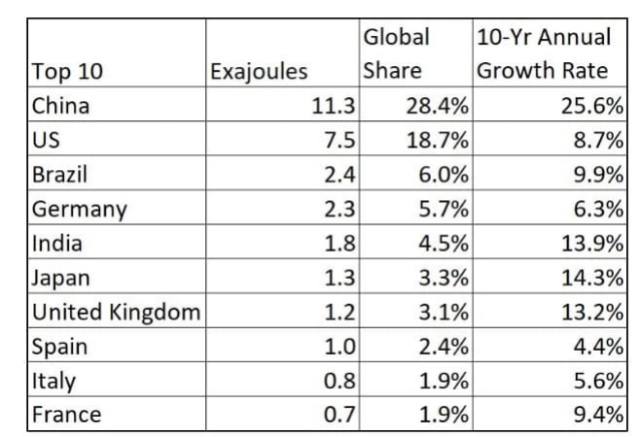 Top 10 Exajoules Global Share 10-Yr Annual Growth Rate
China 11.3 28.4% 25.6%
US 7.5 18.7% 8.7%
Brazil 2.4 6.0% 9.9%
Germany 2.3 5.7% 6.3%
India 1.8 4.5% 13.9%
Japan 1.3 3.3% 14.3%
United Kingdom 1.2 3.1% 13.2%
Spain 1.0 2.4% 4.4%
Italy 0.8 1.9% 5.6%
France 0.7 1.9% 9.4%